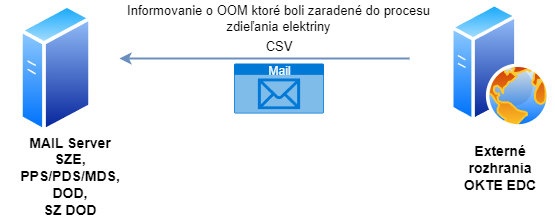 Informovanie o OOM ktoré boli zaradené do procesu
zdieľania elektriny
CSV
Mail
MAIL Server
SZE,
PPS/PDS/MDS,
DOD,
SZ DOD
Externé
rozhrania
OKTE EDC